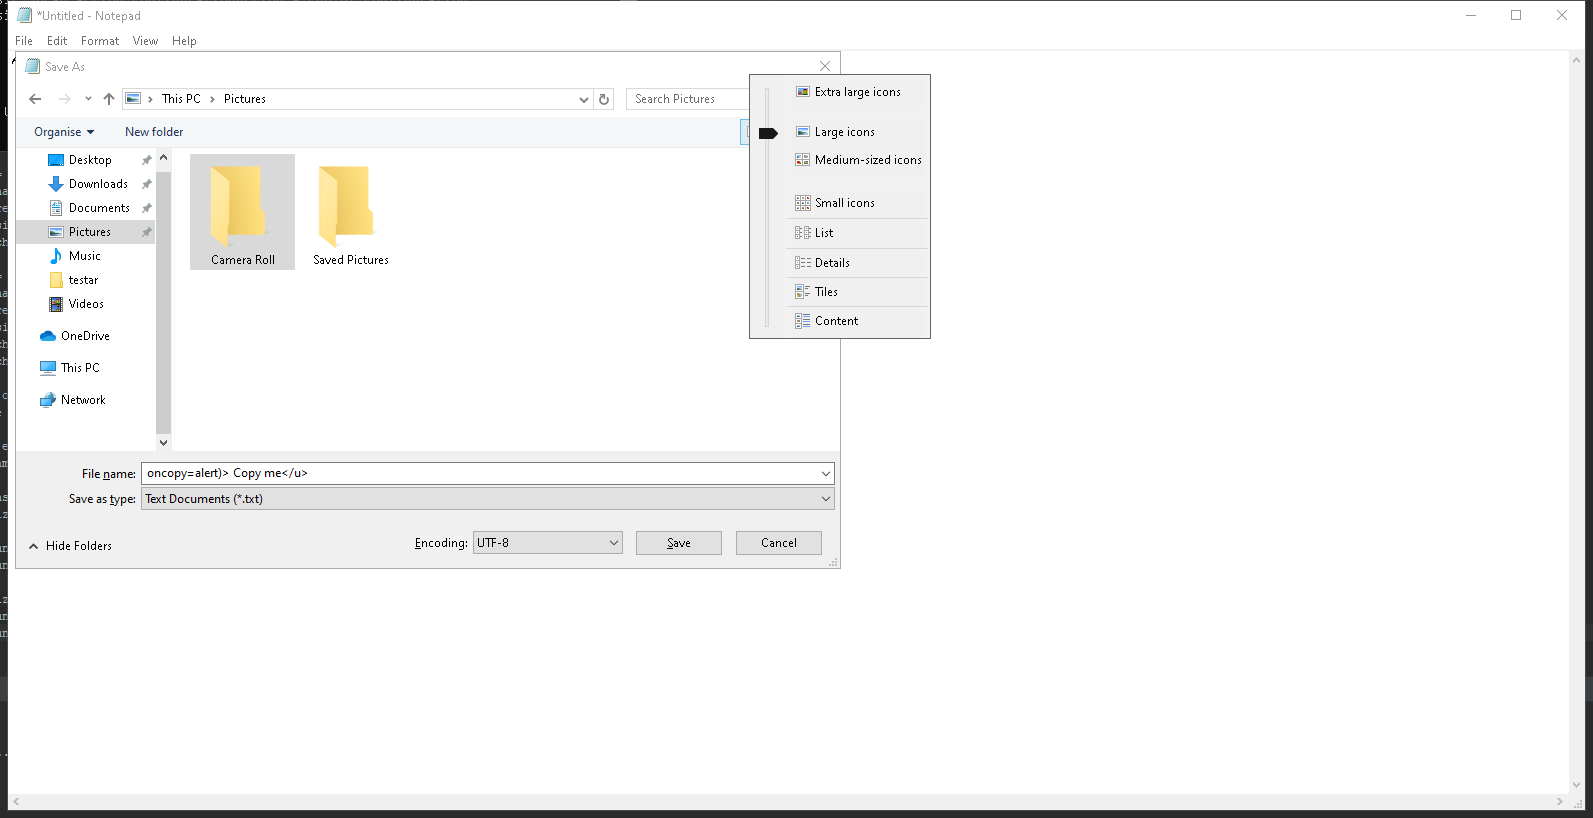 *Untitled - Notepad
File Edit Format View Help
Save As
This PC Pictures
Search Pictures
Organise New folder
Desktop
Downloads
Documents
Pictures
Music
testar
Videos
OneDrive
This PC
Network
Camera Roll Saved Pictures
Extra large icons
Large icons
Medium-sized icons
Small icons
List
Details
Tiles
Content
File name: oncopy=alert)> Copy me</u>
Save as type: Text Documents (*.txt)
Hide Folders
Encoding: UTF-8 Save Cancel